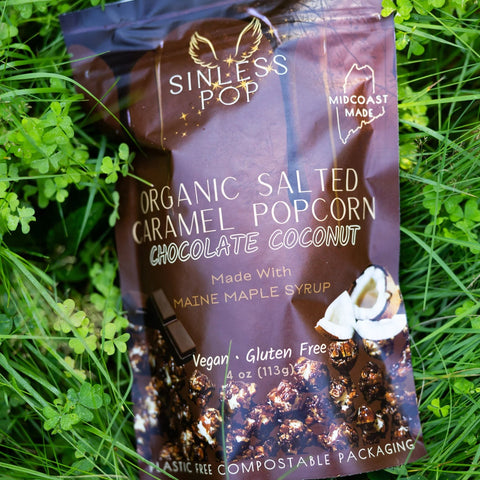 SINLESS
POP
MIDCOAST
MADE
ORGANIC SALTED
CARAMEL POPCORN
CHOCOLATE COCONUT
Made With
MAINE MAPLE SYRUP
Vegan · Gluten Free
4 oz (113g)
PLASTIC FREE COMPOSTABLE PACKAGING